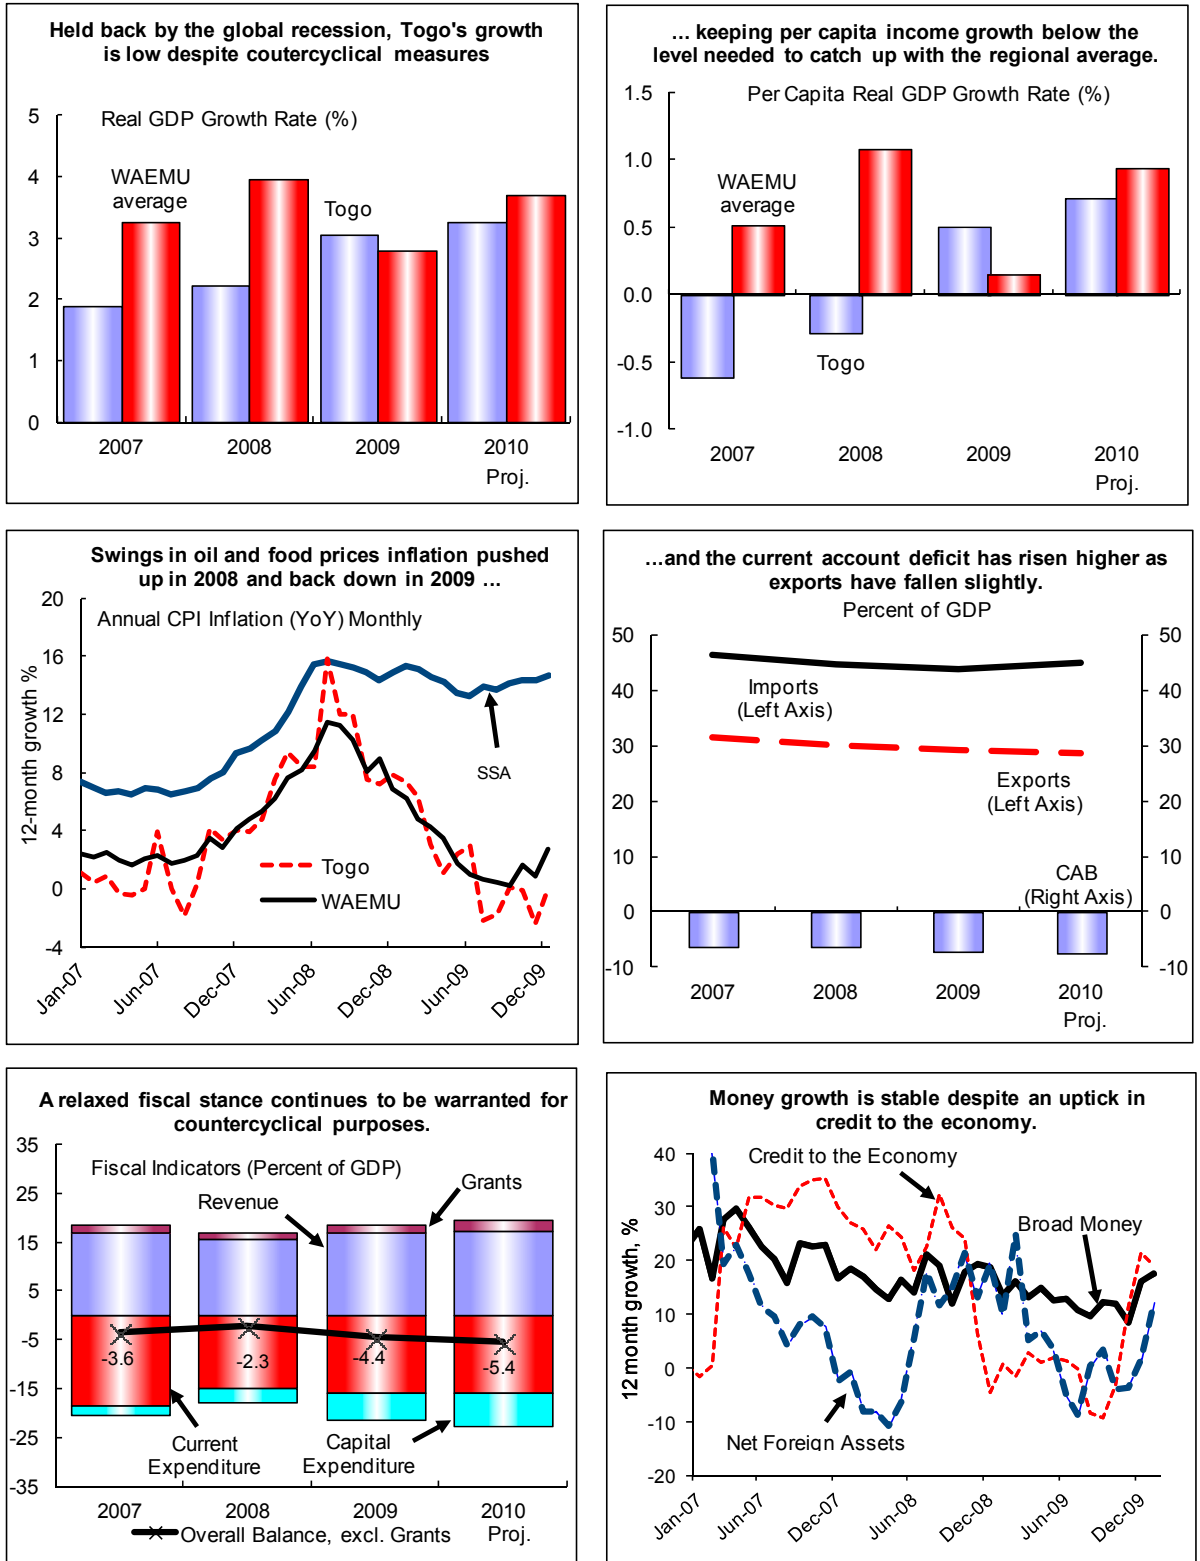 Held back by the global recession, Togo's growth
is low despite coutercyclical measures
Real GDP Growth Rate (%)
5
4
3
2
1
0
WAEMU
average
Togo
2007
2008
2009
2010
Proj.
… keeping per capita income growth below the
level needed to catch up with the regional average.
Per Capita Real GDP Growth Rate (%)
1.5
1.0
0.5
0.0
-0.5
-1.0
WAEMU
average
Togo
2007
2008
2009
2010
Proj.
Swings in oil and food prices inflation pushed
up in 2008 and back down in 2009 …
Annual CPI Inflation (YoY) Monthly
12-month growth %
20
16
12
8
4
0
-4
SSA
Togo
WAEMU
Jan-07
Jun-07
Dec-07
Jun-08
Dec-08
Jun-09
Dec-09
…and the current account deficit has risen higher as
exports have fallen slightly.
Percent of GDP
50
40
30
20
10
0
-10
50
40
30
20
10
0
-10
Imports
(Left Axis)
Exports
(Left Axis)
CAB
(Right Axis)
2007
2008
2009
2010
Proj.
A relaxed fiscal stance continues to be warranted for
countercyclical purposes.
Fiscal Indicators (Percent of GDP)
35
25
15
5
-5
-15
-25
-35
Revenue
Grants
-3.6
-2.3
-4.4
-5.4
Current
Expenditure
Capital
Expenditure
2007
2008
2009
2010
Proj.
Overall Balance, excl. Grants
Money growth is stable despite an uptick in
credit to the economy.
12 month growth, %
40
30
20
10
0
-10
-20
Credit to the Economy
Broad Money
Net Foreign Assets
Jan-07
Jun-07
Dec-07
Jun-08
Dec-08
Jun-09
Dec-09